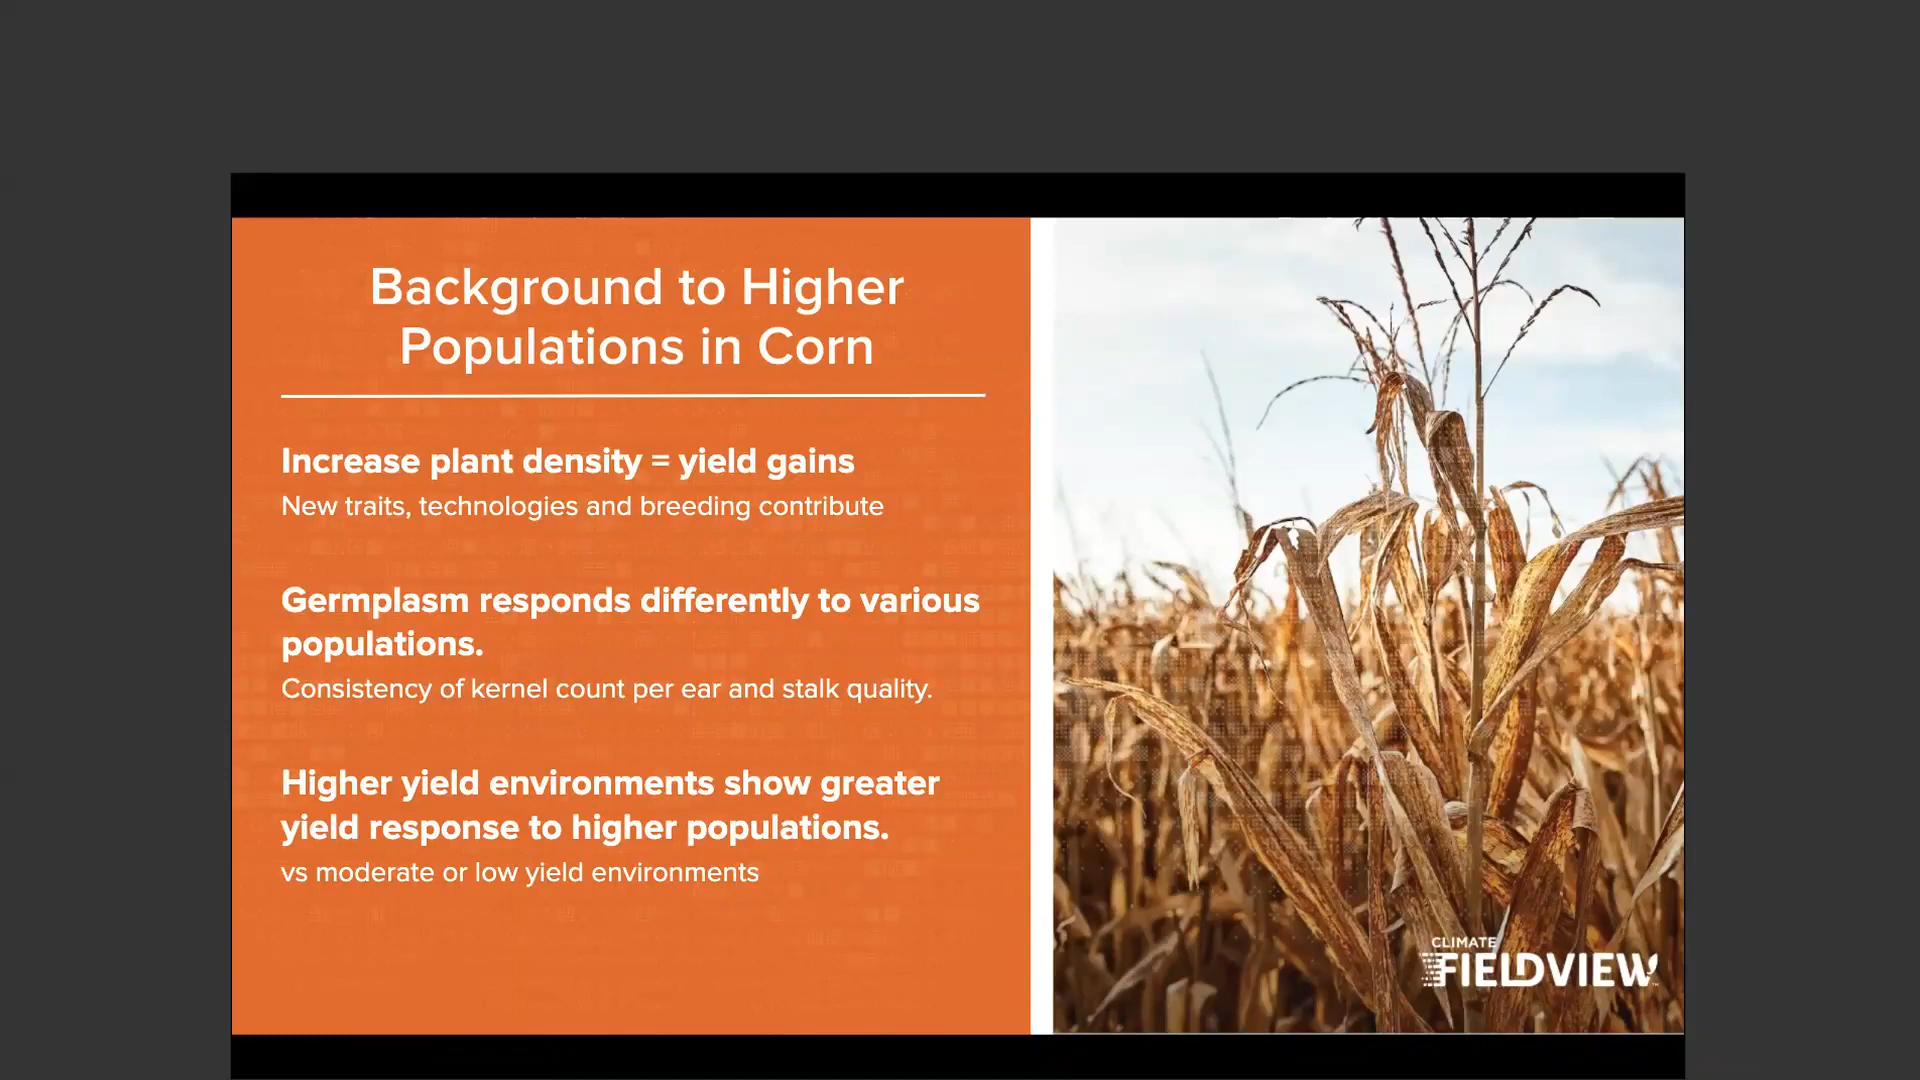 Background to Higher
Populations in Corn
Increase plant density = yield gains
New traits, technologies and breeding contribute
Germplasm responds differently to various
populations.
Consistency of kernel count per ear and stalk quality.
Higher yield environments show greater
yield response to higher populations.
vs moderate or low yield environments
CLIMATE
FIELDVIEW